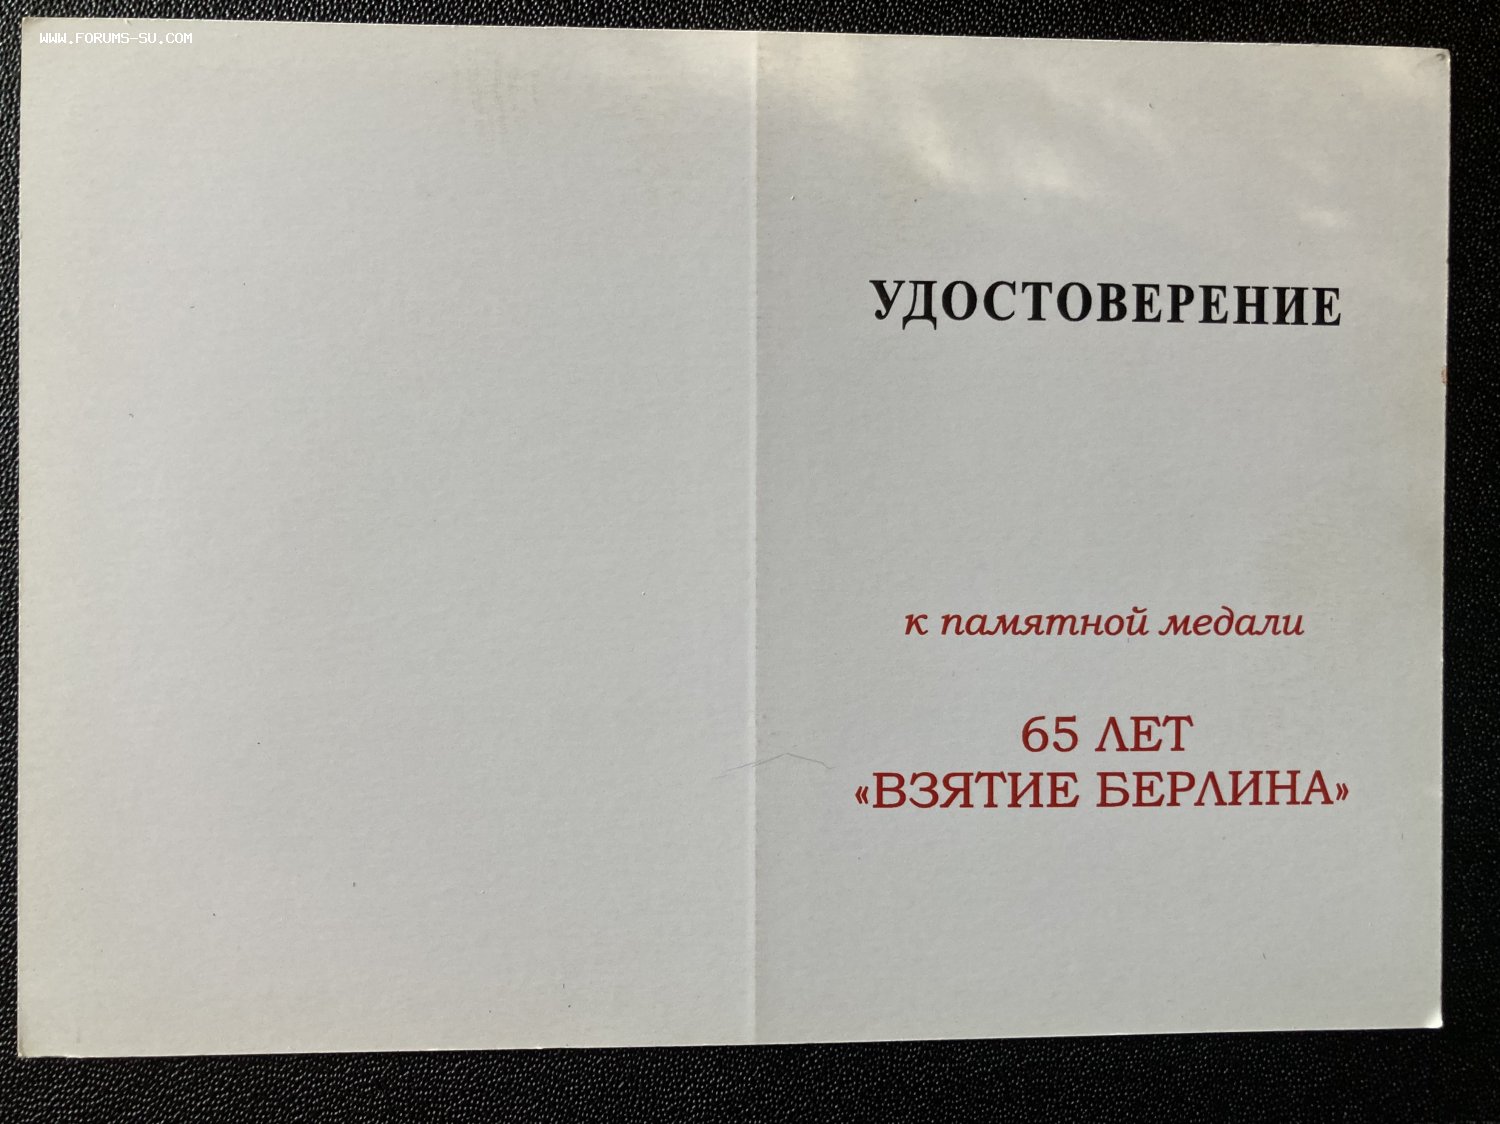 WWW.FORUMS-SU.COM
УДОСТОВЕРЕНИЕ
к памятной медали
65 ЛЕТ
«ВЗЯТИЕ БЕРЛИНА»